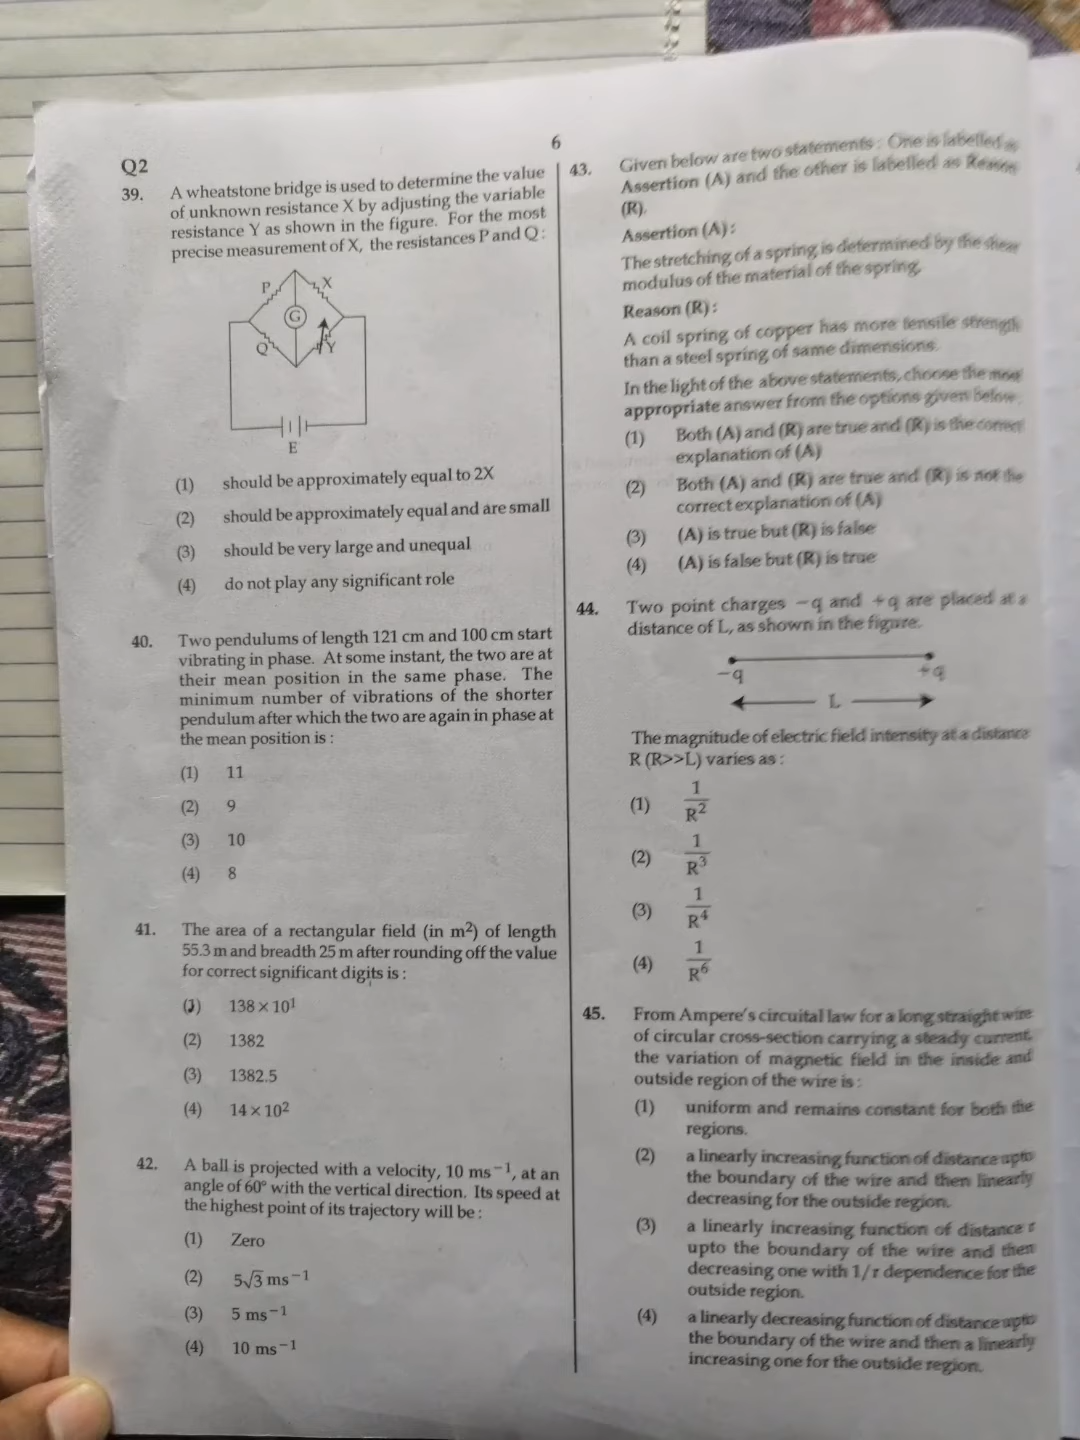 6
Q2
39. A wheatstone bridge is used to determine the value
of unknown resistance X by adjusting the variable
resistance Y as shown in the figure. For the most
precise measurement of X, the resistances P and Q :
P
X
G
Q
Y
E
(1) should be approximately equal to 2X
(2) should be approximately equal and are small
(3) should be very large and unequal
(4) do not play any significant role
40. Two pendulums of length 121 cm and 100 cm start
vibrating in phase. At some instant, the two are at
their mean position in the same phase. The
minimum number of vibrations of the shorter
pendulum after which the two are again in phase at
the mean position is :
(1) 11
(2) 9
(3) 10
(4) 8
41. The area of a rectangular field (in m²) of length
55.3 m and breadth 25 m after rounding off the value
for correct significant digits is :
(1) 138 × 10¹
(2) 1382
(3) 1382.5
(4) 14 × 10²
42. A ball is projected with a velocity, 10 ms⁻¹, at an
angle of 60° with the vertical direction. Its speed at
the highest point of its trajectory will be :
(1) Zero
(2) 5√3 ms⁻¹
(3) 5 ms⁻¹
(4) 10 ms⁻¹
43. Given below are two statements : One is labelled as
Assertion (A) and the other is labelled as Reason
(R).
Assertion (A) :
The stretching of a spring is determined by the shear
modulus of the material of the spring.
Reason (R) :
A coil spring of copper has more tensile strength
than a steel spring of same dimensions.
In the light of the above statements, choose the most
appropriate answer from the options given below :
(1) Both (A) and (R) are true and (R) is the correct
explanation of (A)
(2) Both (A) and (R) are true and (R) is not the
correct explanation of (A)
(3) (A) is true but (R) is false
(4) (A) is false but (R) is true
44. Two point charges −q and +q are placed at a
distance of L, as shown in the figure.
−q +q
L
The magnitude of electric field intensity at a distance
R (R>>L) varies as :
(1) 1/R²
(2) 1/R³
(3) 1/R⁴
(4) 1/R⁶
45. From Ampere's circuital law for a long straight wire
of circular cross-section carrying a steady current,
the variation of magnetic field in the inside and
outside region of the wire is :
(1) uniform and remains constant for both the
regions.
(2) a linearly increasing function of distance upto
the boundary of the wire and then linearly
decreasing for the outside region.
(3) a linearly increasing function of distance r
upto the boundary of the wire and then
decreasing one with 1/r dependence for the
outside region.
(4) a linearly decreasing function of distance upto
the boundary of the wire and then a linearly
increasing one for the outside region.